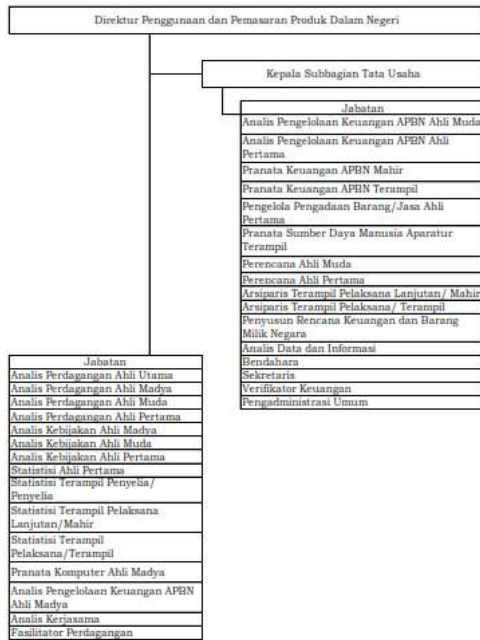 Direktur Penggunaan dan Pemasaran Produk Dalam Negeri
Kepala Subbagian Tata Usaha
Jabatan
Analis Pengelolaan Keuangan APBN Ahli Muda
Analis Pengelolaan Keuangan APBN Ahli
Pertama
Pranata Keuangan APBN Mahir
Pranata Keuangan APBN Terampil
Pengelola Pengadaan Barang/Jasa Ahli
Pertama
Pranata Sumber Daya Manusia Aparatur
Terampil
Perencana Ahli Muda
Perencana Ahli Pertama
Arsiparis Terampil Pelaksana Lanjutan/ Mahir
Arsiparis Terampil Pelaksana/ Terampil
Penyusun Rencana Keuangan dan Barang
Milik Negara
Analis Data dan Informasi
Bendahara
Sekretaris
Verifikator Keuangan
Pengadministrasi Umum
Jabatan
Analis Perdagangan Ahli Utama
Analis Perdagangan Ahli Madya
Analis Perdagangan Ahli Muda
Analis Perdagangan Ahli Pertama
Analis Kebijakan Ahli Madya
Analis Kebijakan Ahli Muda
Analis Kebijakan Ahli Pertama
Statistisi Ahli Pertama
Statistisi Terampil Penyelia/
Penyelia
Statistisi Terampil Pelaksana
Lanjutan/Mahir
Statistisi Terampil
Pelaksana/Terampil
Pranata Komputer Ahli Madya
Analis Pengelolaan Keuangan APBN
Ahli Madya
Analis Kerjasama
Fasilitator Perdagangan